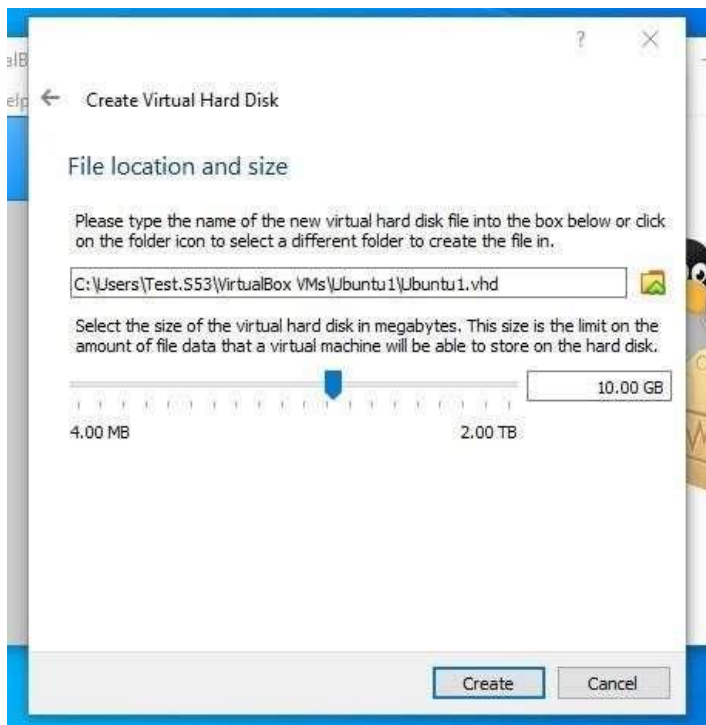 ?
alB
elp
Create Virtual Hard Disk
File location and size
Please type the name of the new virtual hard disk file into the box below or click
on the folder icon to select a different folder to create the file in.
C:\Users\Test.S53\VirtualBox VMs\Ubuntu1\Ubuntu1.vhd
Select the size of the virtual hard disk in megabytes. This size is the limit on the
amount of file data that a virtual machine will be able to store on the hard disk.
10.00 GB
4.00 MB 2.00 TB
Create Cancel